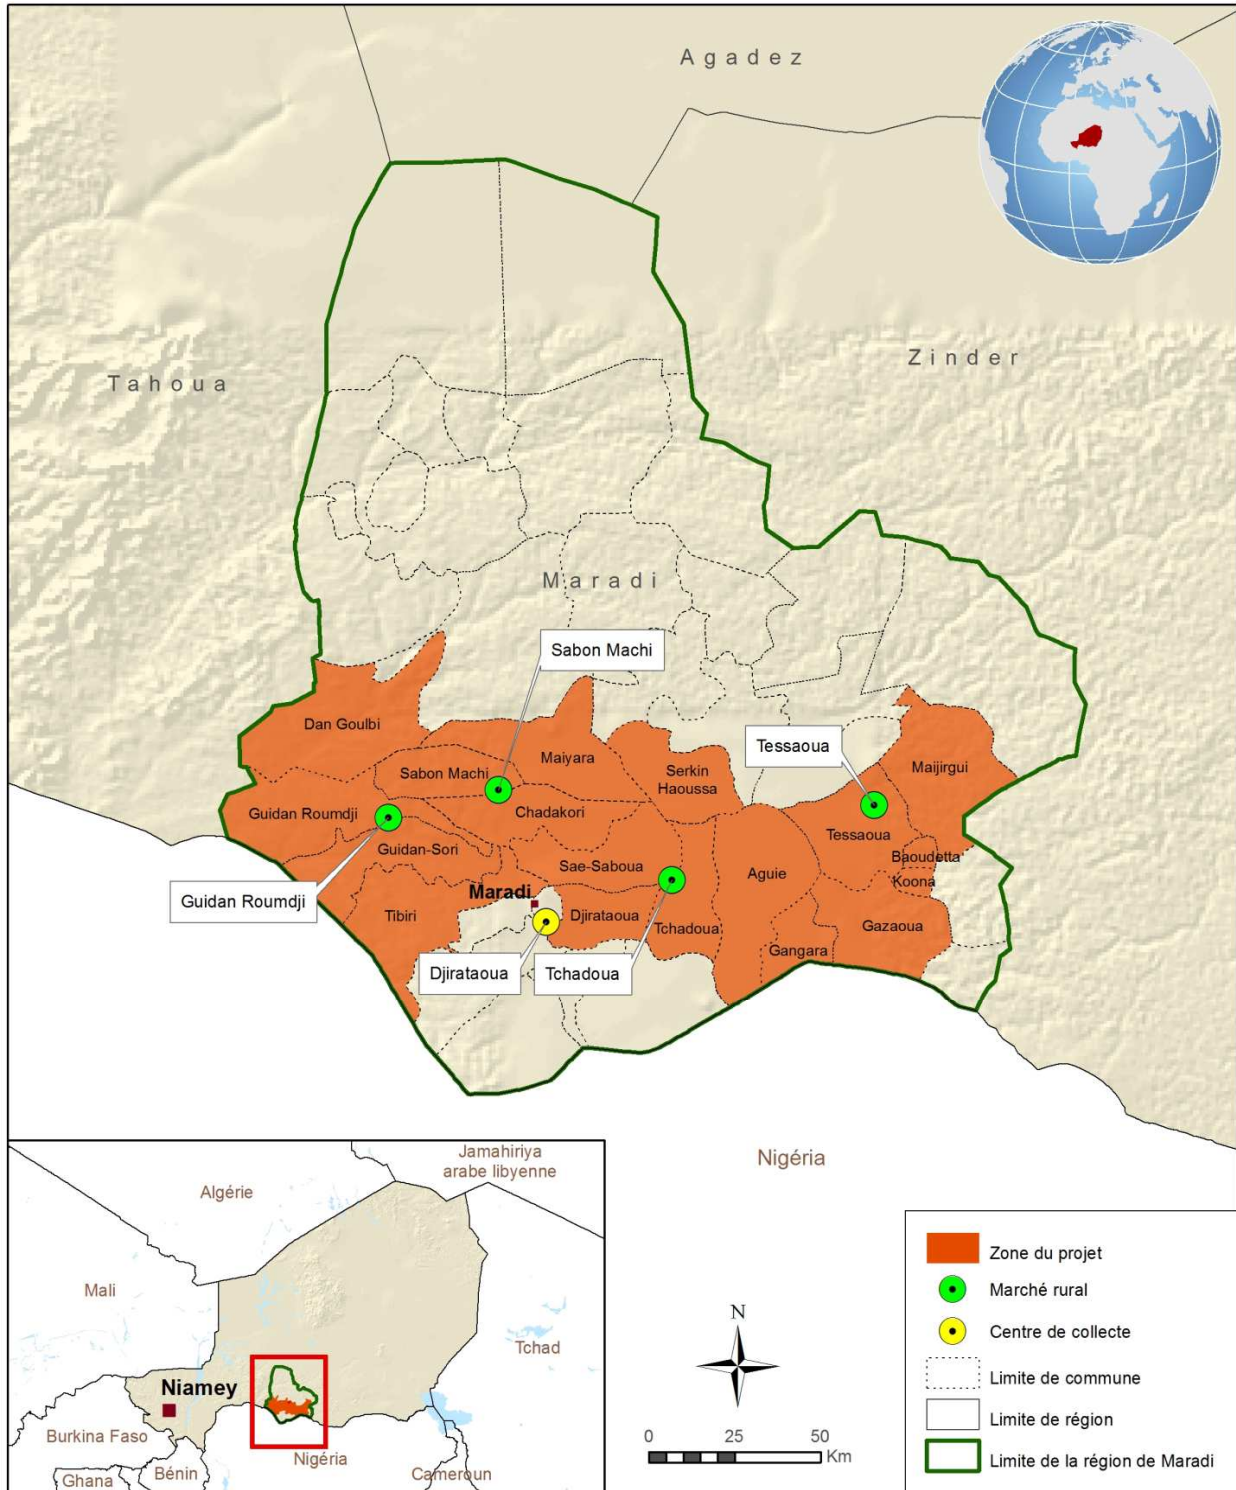 Agadez
Zinder
Tahoua
Maradi
Sabon Machi
Tessaoua
Dan Goulbi
Maiyara
Maijirgui
Sabon Machi
Serkin
Haoussa
Guidan Roumdji
Chadakori
Tessaoua
Guidan-Sori
Baoudetta
Sae-Saboua
Aguie
Koona
Guidan Roumdji
Maradi
Tibiri
Djirataoua
Tchadoua
Gazaoua
Gangara
Djirataoua
Tchadoua
Nigéria
Jamahiriya
arabe libyenne
Algérie
Mali
Tchad
Niamey
Burkina Faso
Nigéria
Bénin
Ghana
Cameroun
N
0 25 50
Km
Zone du projet
Marché rural
Centre de collecte
Limite de commune
Limite de région
Limite de la région de Maradi